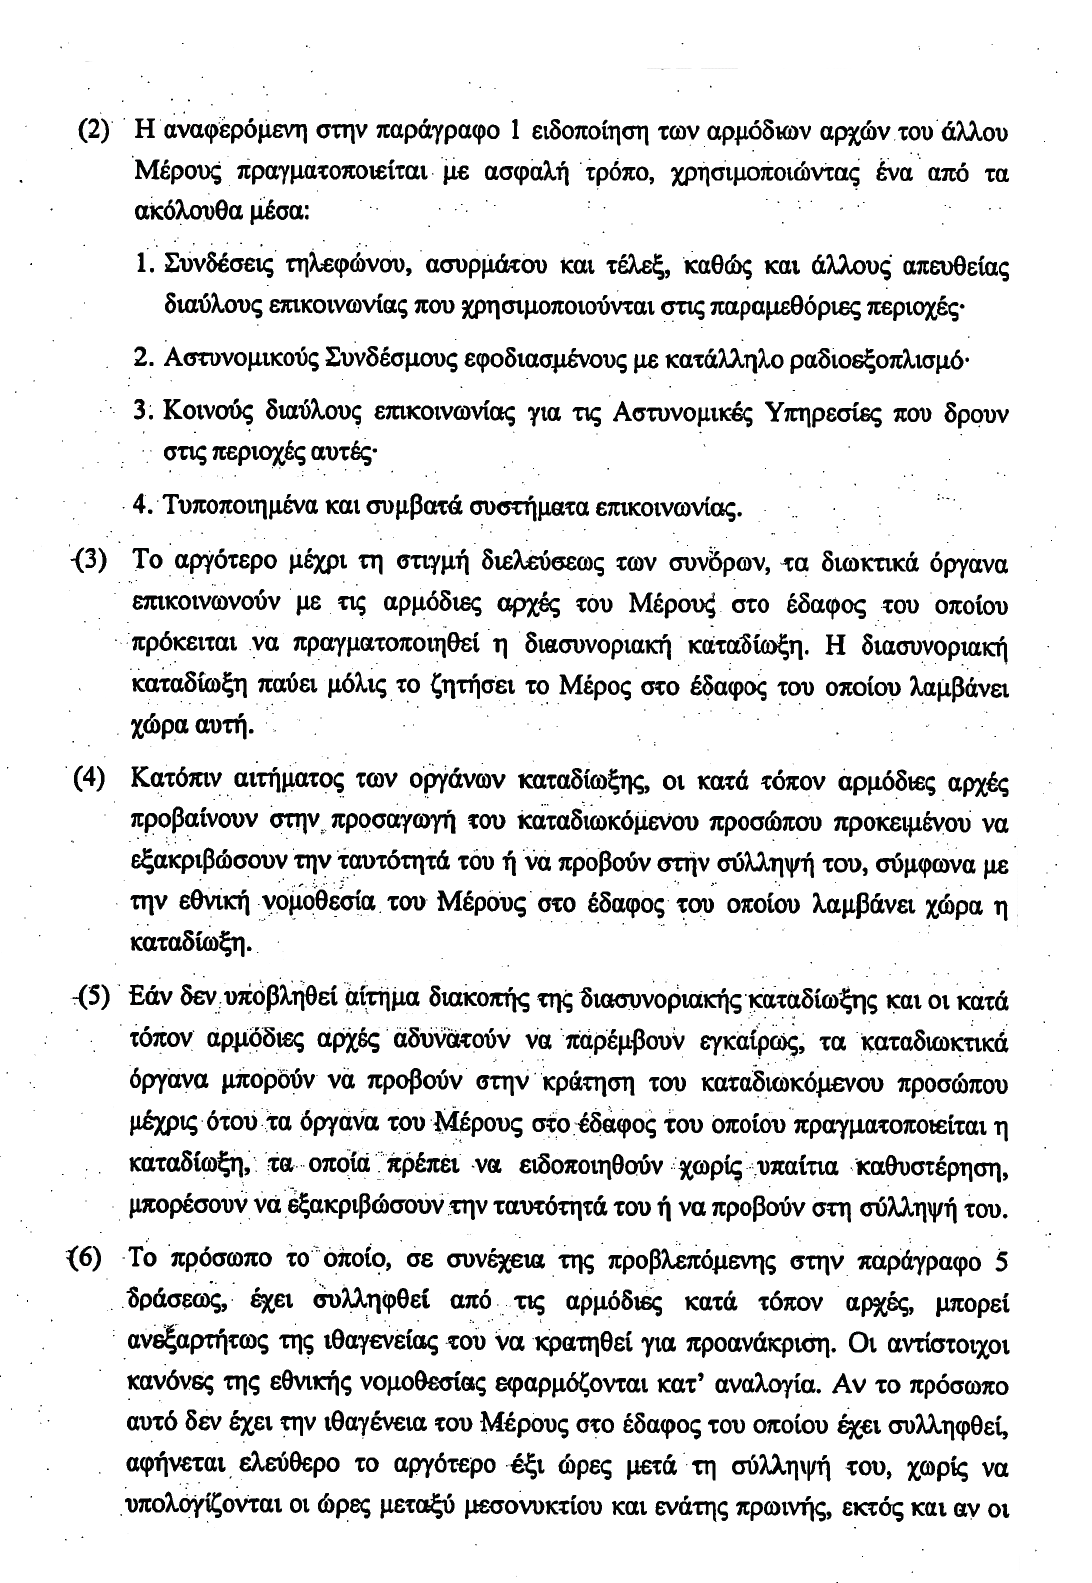 (2) Η αναφερόμενη στην παράγραφο 1 ειδοποίηση των αρμόδιων αρχών του άλλου
Μέρους πραγματοποιείται με ασφαλή τρόπο, χρησιμοποιώντας ένα από τα
ακόλουθα μέσα:
1. Συνδέσεις τηλεφώνου, ασυρμάτου και τέλεξ, καθώς και άλλους απευθείας
διαύλους επικοινωνίας που χρησιμοποιούνται στις παραμεθόριες περιοχές·
2. Αστυνομικούς Συνδέσμους εφοδιασμένους με κατάλληλο ραδιοεξοπλισμό·
3. Κοινούς διαύλους επικοινωνίας για τις Αστυνομικές Υπηρεσίες που δρουν
στις περιοχές αυτές·
4. Τυποποιημένα και συμβατά συστήματα επικοινωνίας.
(3) Το αργότερο μέχρι τη στιγμή διελεύσεως των συνόρων, τα διωκτικά όργανα
επικοινωνούν με τις αρμόδιες αρχές του Μέρους στο έδαφος του οποίου
πρόκειται να πραγματοποιηθεί η διασυνοριακή καταδίωξη. Η διασυνοριακή
καταδίωξη παύει μόλις το ζητήσει το Μέρος στο έδαφος του οποίου λαμβάνει
χώρα αυτή.
(4) Κατόπιν αιτήματος των οργάνων καταδίωξης, οι κατά τόπον αρμόδιες αρχές
προβαίνουν στην προσαγωγή του καταδιωκόμενου προσώπου προκειμένου να
εξακριβώσουν την ταυτότητά του ή να προβούν στην σύλληψή του, σύμφωνα με
την εθνική νομοθεσία του Μέρους στο έδαφος του οποίου λαμβάνει χώρα η
καταδίωξη.
(5) Εάν δεν υποβληθεί αίτημα διακοπής της διασυνοριακής καταδίωξης και οι κατά
τόπον αρμόδιες αρχές αδυνατούν να παρέμβουν εγκαίρως, τα καταδιωκτικά
όργανα μπορούν να προβούν στην κράτηση του καταδιωκόμενου προσώπου
μέχρις ότου τα όργανα του Μέρους στο έδαφος του οποίου πραγματοποιείται η
καταδίωξη, τα οποία πρέπει να ειδοποιηθούν χωρίς υπαίτια καθυστέρηση,
μπορέσουν να εξακριβώσουν την ταυτότητά του ή να προβούν στη σύλληψή του.
(6) Το πρόσωπο το οποίο, σε συνέχεια της προβλεπόμενης στην παράγραφο 5
δράσεως, έχει συλληφθεί από τις αρμόδιες κατά τόπον αρχές, μπορεί
ανεξαρτήτως της ιθαγενείας του να κρατηθεί για προανάκριση. Οι αντίστοιχοι
κανόνες της εθνικής νομοθεσίας εφαρμόζονται κατ' αναλογία. Αν το πρόσωπο
αυτό δεν έχει την ιθαγένεια του Μέρους στο έδαφος του οποίου έχει συλληφθεί,
αφήνεται ελεύθερο το αργότερο έξι ώρες μετά τη σύλληψή του, χωρίς να
υπολογίζονται οι ώρες μεταξύ μεσονυκτίου και ενάτης πρωινής, εκτός και αν οι